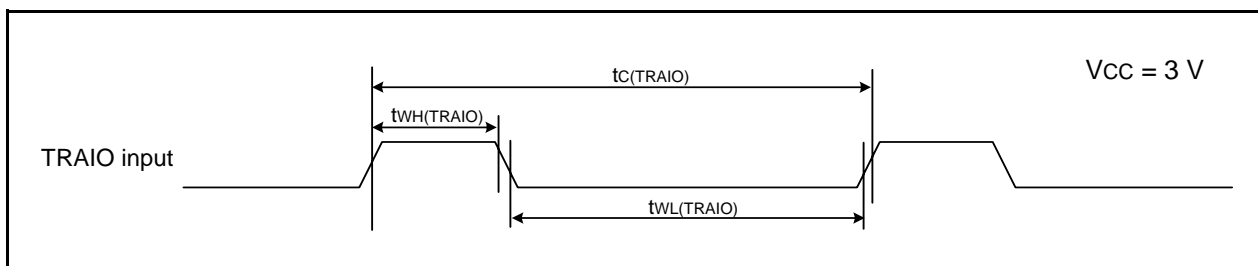 tC(TRAIO)
VCC = 3 V
tWH(TRAIO)
TRAIO input
tWL(TRAIO)